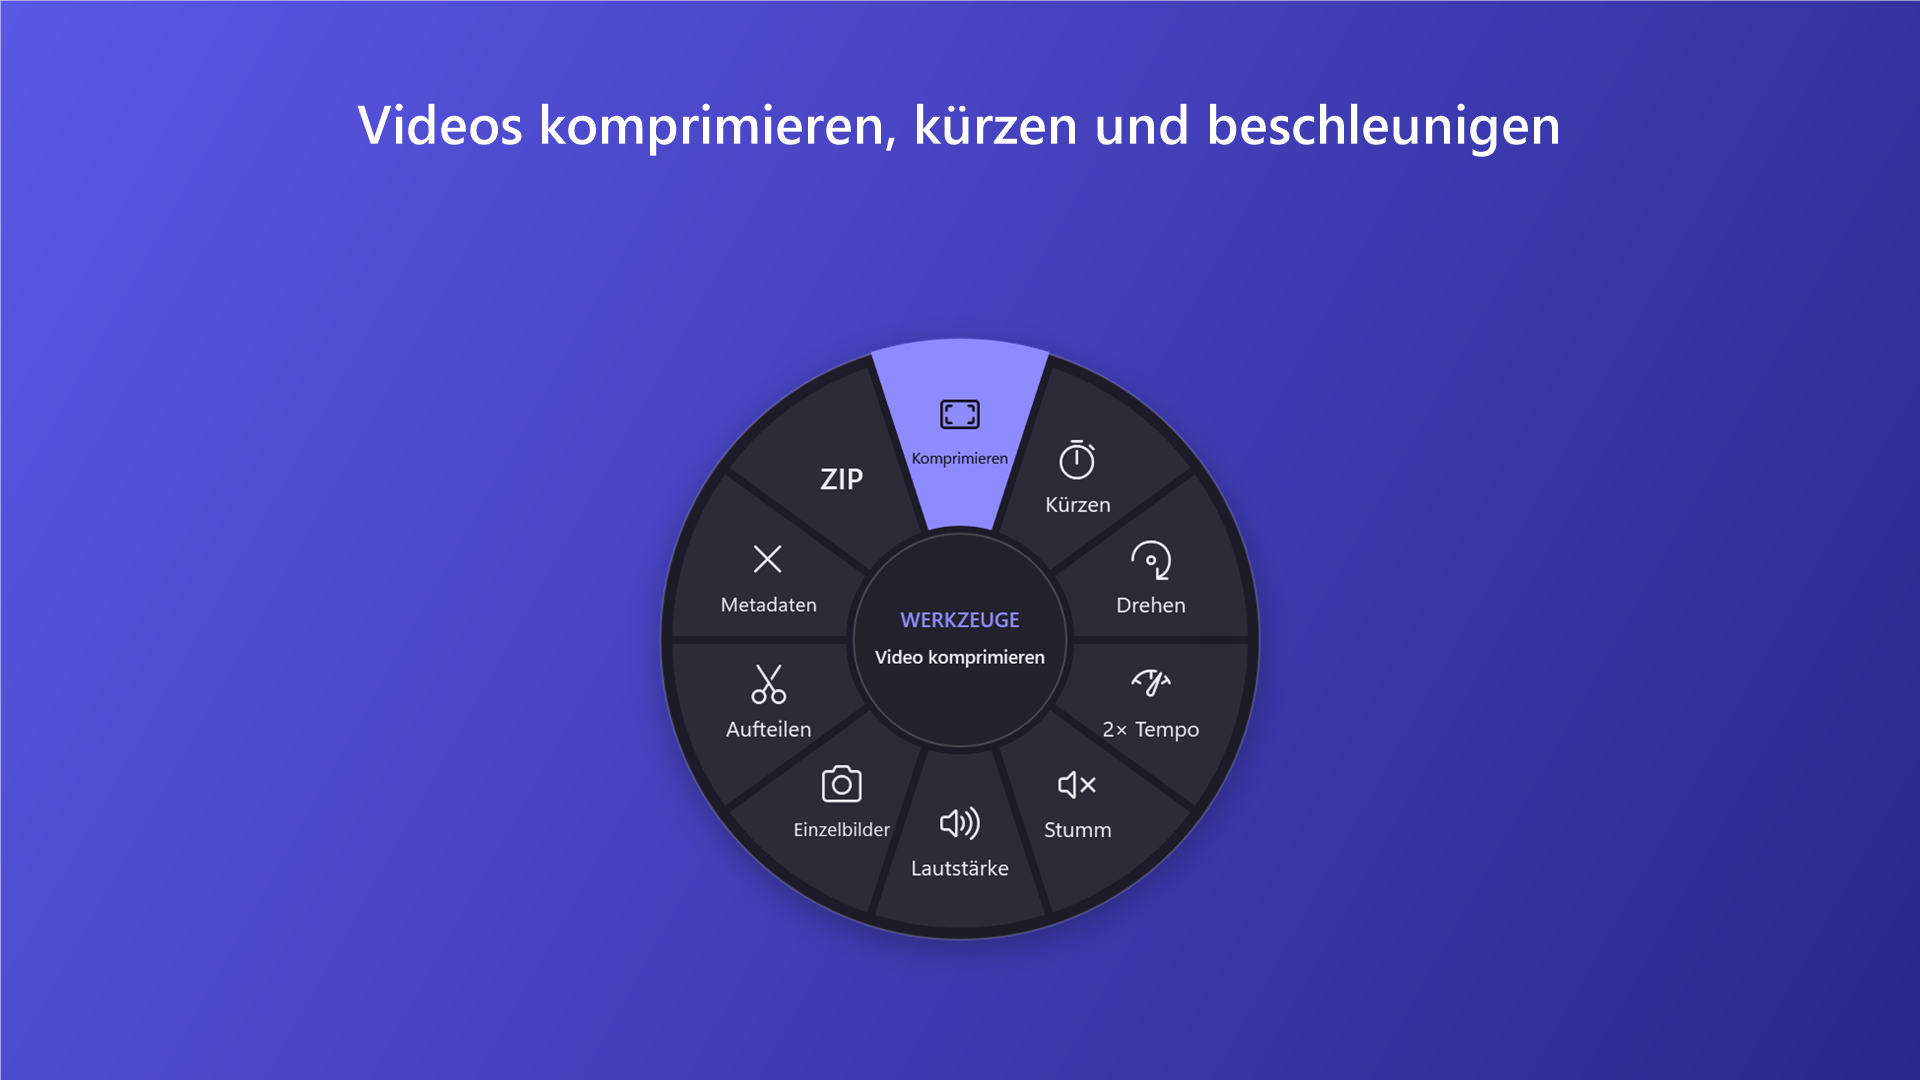 Videos komprimieren, kürzen und beschleunigen
Komprimieren
ZIP
Kürzen
Metadaten
Drehen
WERKZEUGE
Video komprimieren
Aufteilen
2× Tempo
Einzelbilder
Stumm
Lautstärke